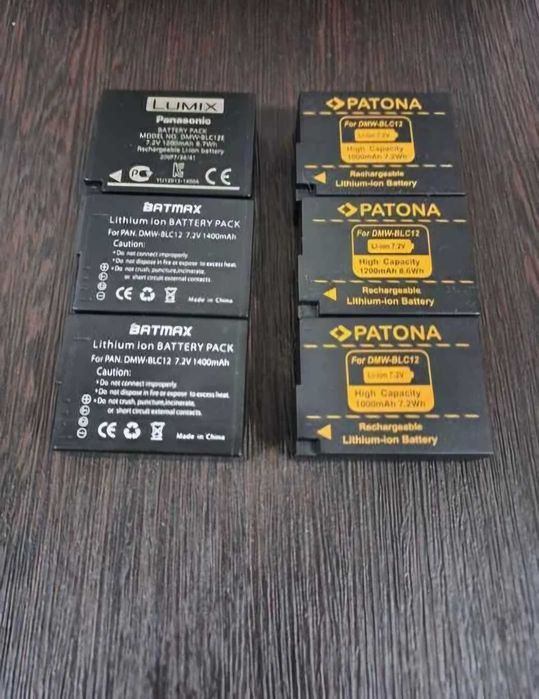 LUMIX
Panasonic
BATTERY PACK
MODEL NO. DMW-BLC12E
7.2V 1200mAh 8.7Wh
Rechargeable Li-ion battery
PC
CE
BATMAX
Lithium ion BATTERY PACK
For PAN. DMW-BLC12 7.2V 1400mAh
Caution:
• Do not connect improperly.
• Do not dispose in fire or expose to excess heat.
• Do not crush, puncture, incinerate,
or short circuit external contacts.
CE
Made in China
BATMAX
Lithium ion BATTERY PACK
For PAN. DMW-BLC12 7.2V 1400mAh
Caution:
• Do not connect improperly.
• Do not dispose in fire or expose to excess heat.
• Do not crush, puncture, incinerate,
or short circuit external contacts.
CE
Made in China
PATONA
For DMW-BLC12
Li-ion 7.2V
High Capacity
1000mAh 7.2Wh
Rechargeable
Lithium-ion Battery
PATONA
For DMW-BLC12
Li-ion 7.2V
High Capacity
1200mAh 8.6Wh
Rechargeable
Lithium-ion Battery
PATONA
For DMW-BLC12
Li-ion 7.2V
High Capacity
1000mAh 7.2Wh
Rechargeable
Lithium-ion Battery